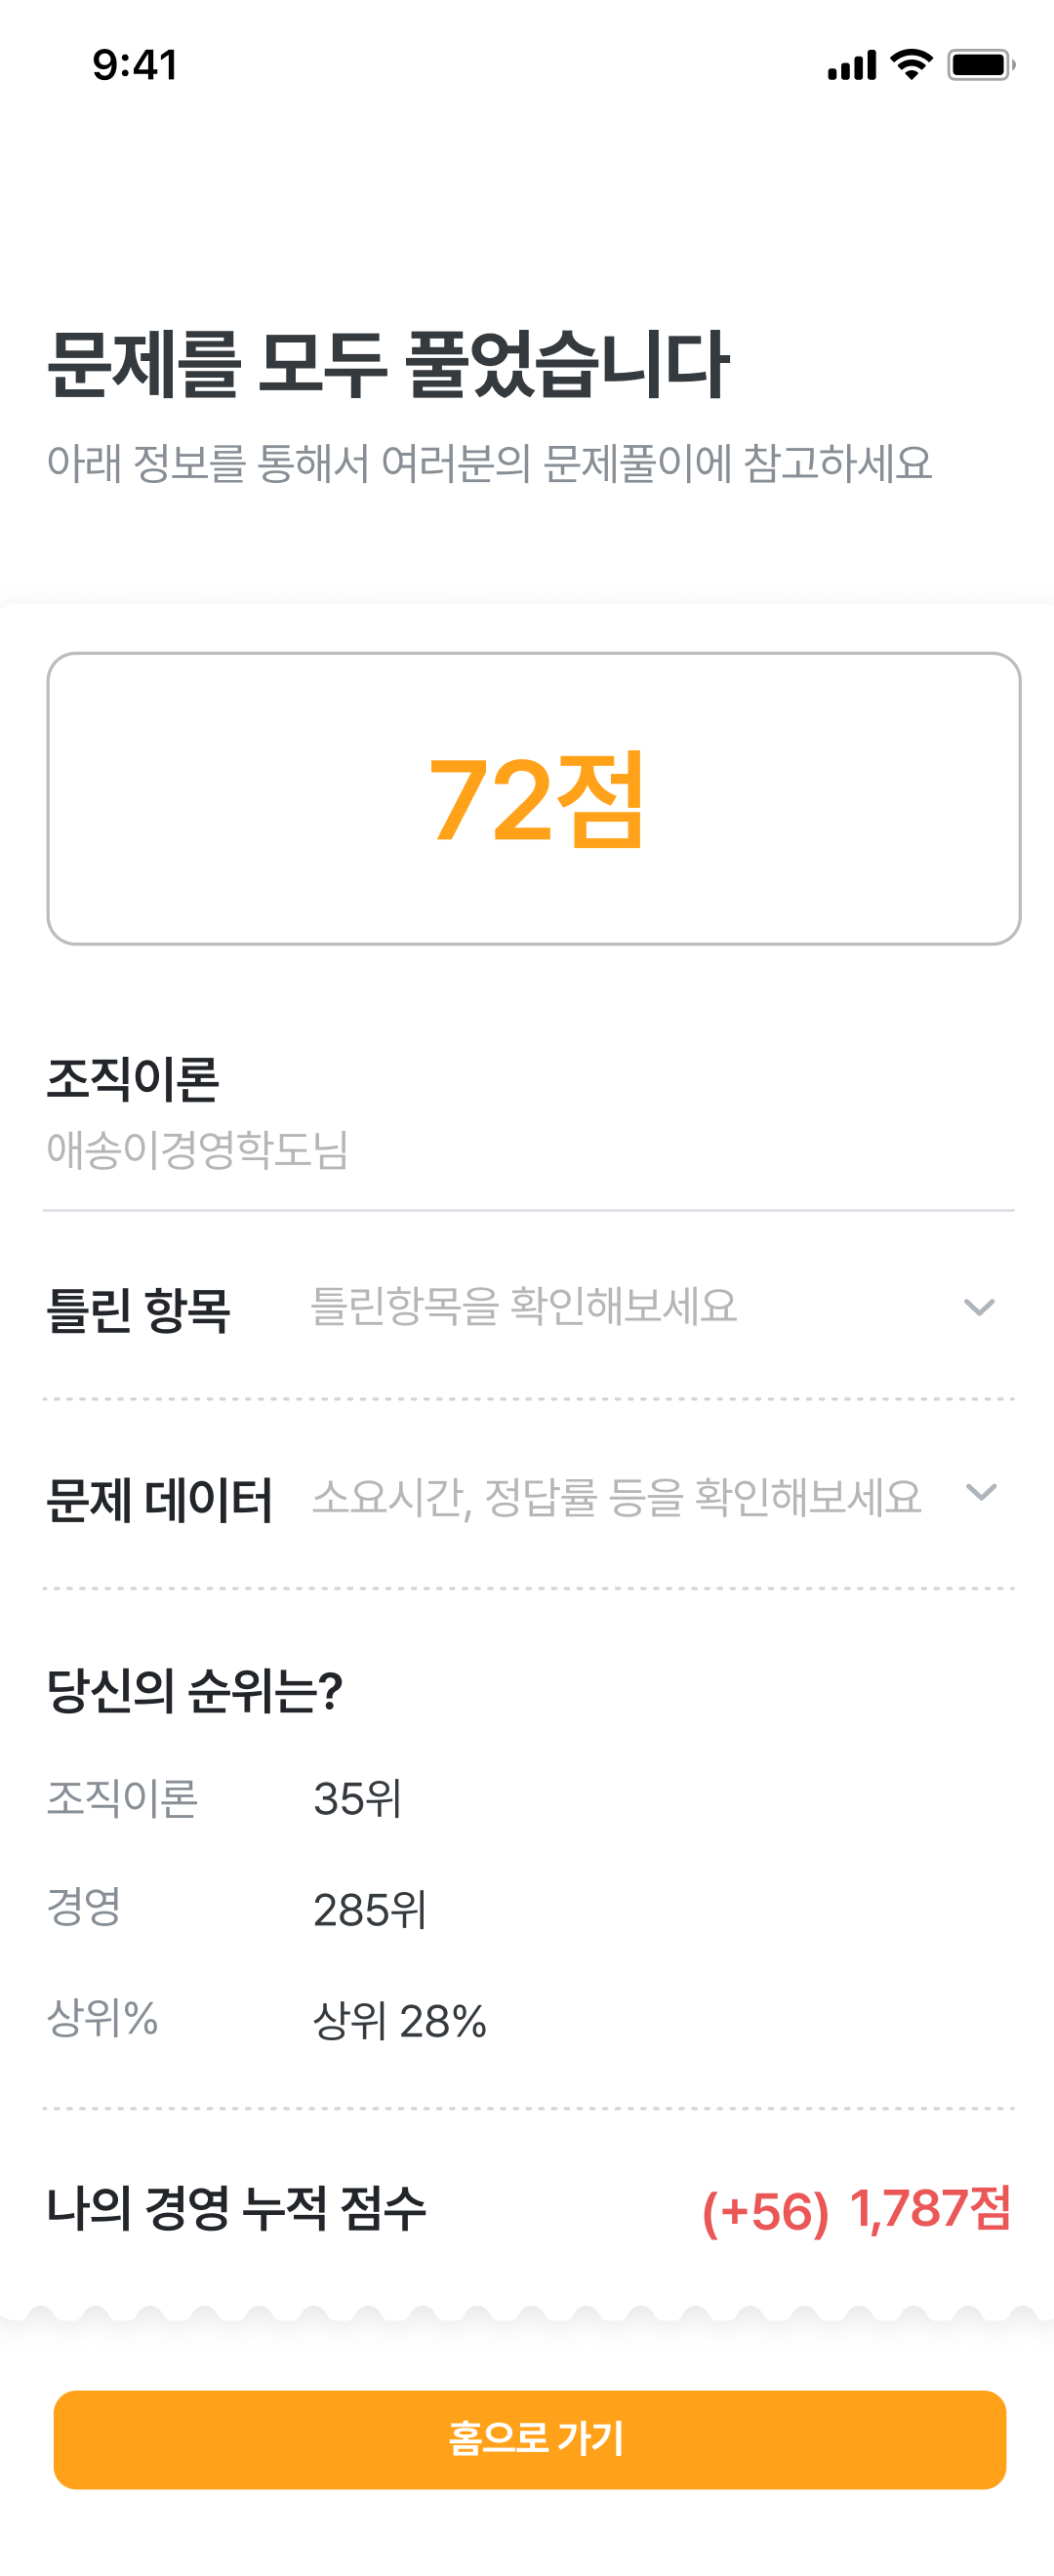 9:41
문제를 모두 풀었습니다
아래 정보를 통해서 여러분의 문제풀이에 참고하세요
72점
조직이론
애송이경영학도님
틀린 항목 틀린항목을 확인해보세요
문제 데이터 소요시간, 정답률 등을 확인해보세요
당신의 순위는?
조직이론 35위
경영 285위
상위% 상위 28%
나의 경영 누적 점수 (+56) 1,787점
홈으로 가기